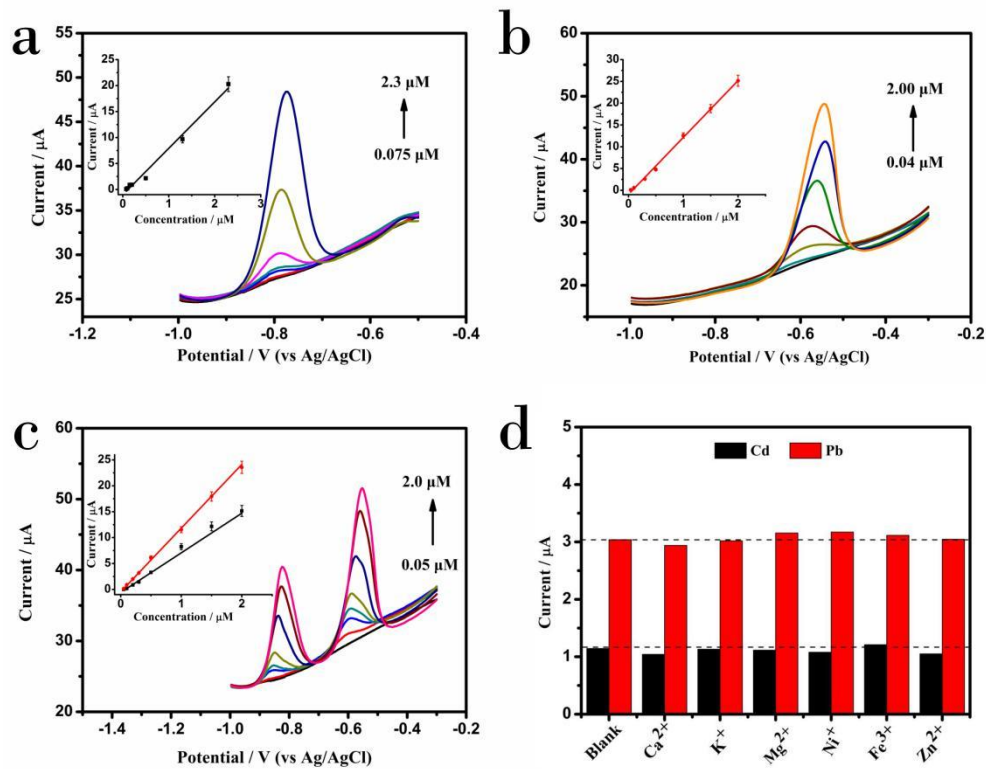 a
55
50
45
40
35
30
25
Current / μA
-1.2
-1.0
-0.8
-0.6
-0.4
Potential / V (vs Ag/AgCl)
2.3 μM
0.075 μM
25
20
15
10
5
0
Current / μA
0
1
2
3
Concentration / μM
b
60
50
40
30
20
Current / μA
-1.0
-0.8
-0.6
-0.4
-0.2
Potential / V (vs Ag/AgCl)
2.00 μM
0.04 μM
30
25
20
15
10
5
0
Current / μA
0
1
2
Concentration / μM
c
60
50
40
30
20
Current / μA
-1.4
-1.2
-1.0
-0.8
-0.6
-0.4
-0.2
Potential / V (vs Ag/AgCl)
2.0 μM
0.05 μM
25
20
15
10
5
0
Current / μA
0
1
2
Concentration / μM
d
5
4
3
2
1
0
Current / μA
Cd
Pb
Blank
Ca2+
K+
Mg2+
Ni+
Fe3+
Zn2+